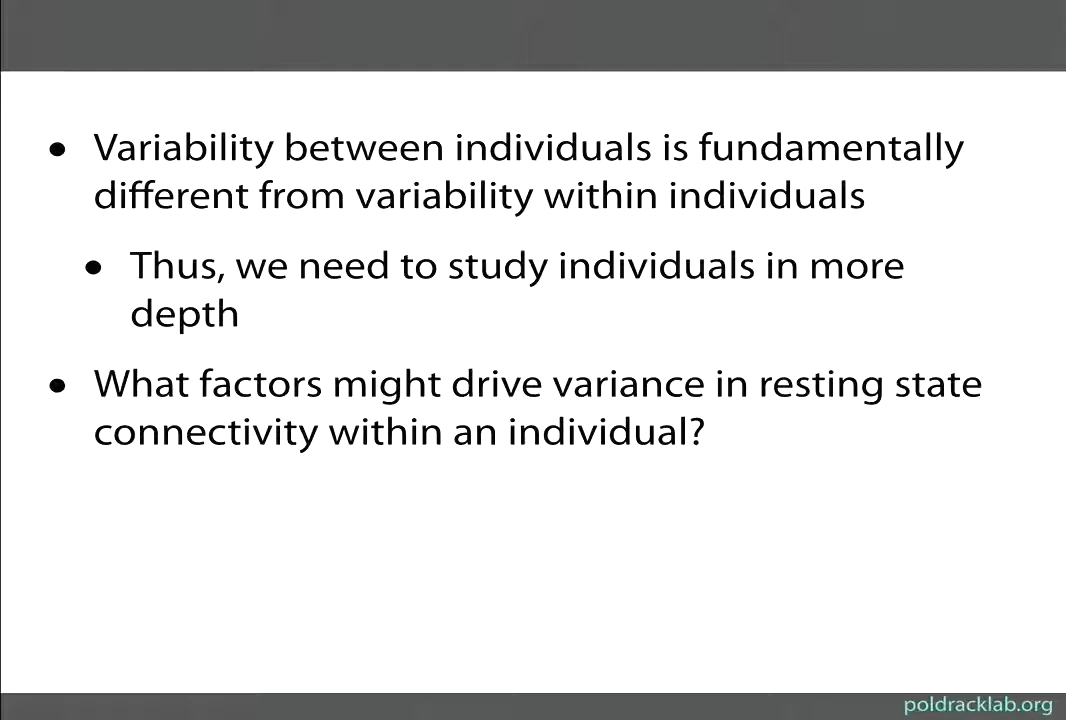 • Variability between individuals is fundamentally
different from variability within individuals
• Thus, we need to study individuals in more
depth
• What factors might drive variance in resting state
connectivity within an individual?
poldracklab.org